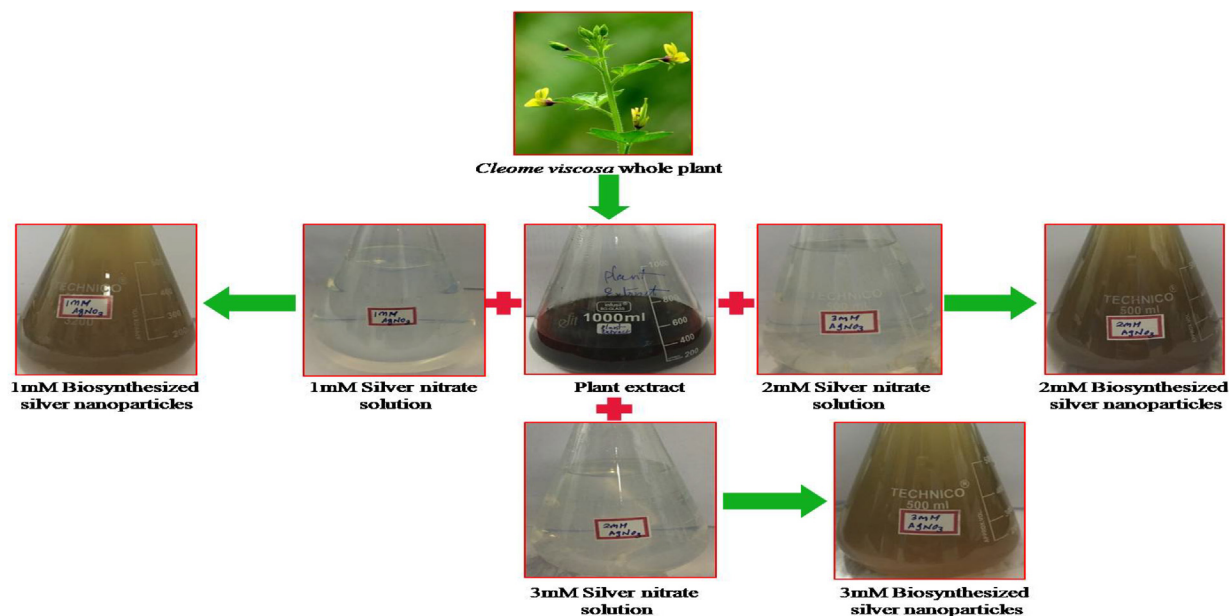 Cleome viscosa whole plant
1mM
AgNO3
1mM Biosynthesized
silver nanoparticles
1mM
AgNO3
1mM Silver nitrate
solution
Plant
Extract
1000ml
600
400
200
Plant extract
3mM
AgNO3
2mM Silver nitrate
solution
TECHNICO
500 ml
2mM
AgNO3
2mM Biosynthesized
silver nanoparticles
2mM
AgNO3
3mM Silver nitrate
solution
TECHNICO
500 ml
3mM
AgNO3
3mM Biosynthesized
silver nanoparticles